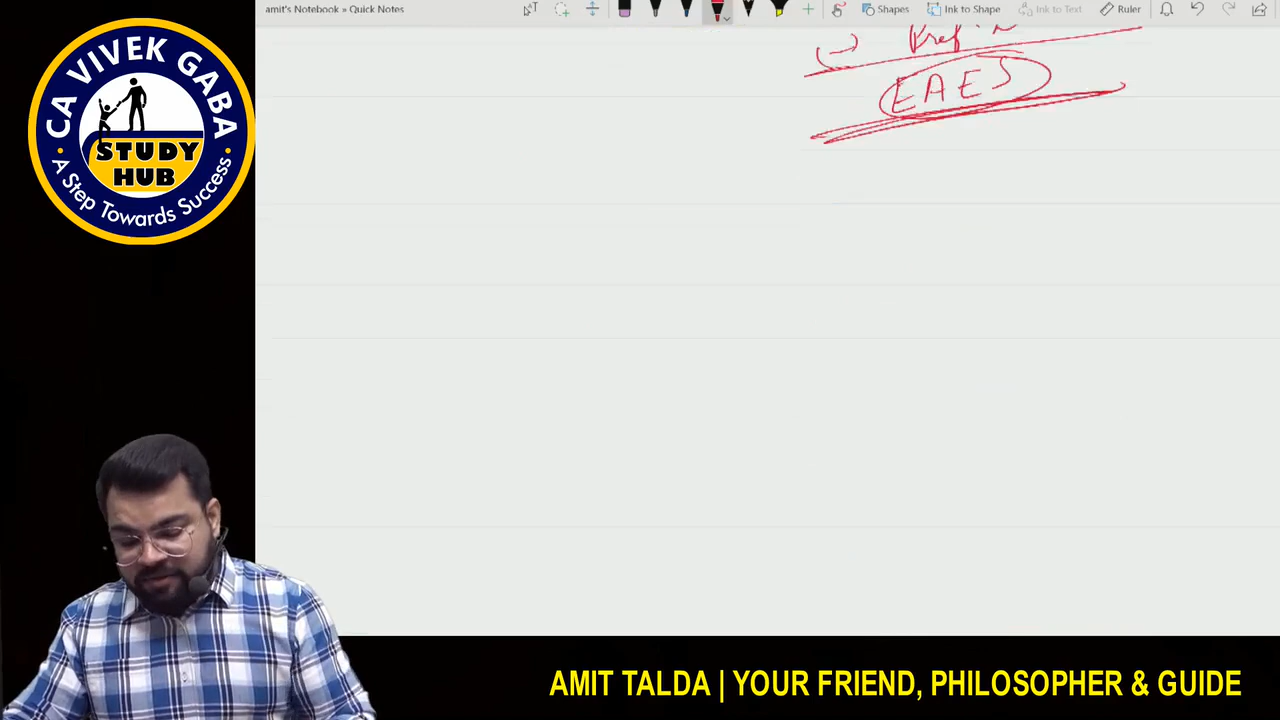 amit's Notebook » Quick Notes
Shapes
Ink to Shape
Ink to Text
Ruler
EAES
CA VIVEK GABA
STUDY
HUB
A Step Towards Success
AMIT TALDA | YOUR FRIEND, PHILOSOPHER & GUIDE